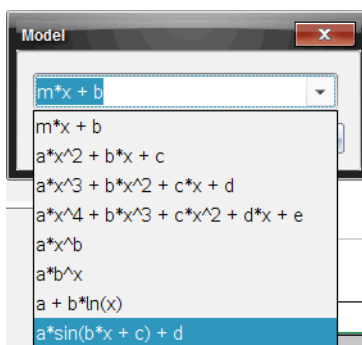 Model
x
m*x + b
m*x + b
a*x^2 + b*x + c
a*x^3 + b*x^2 + c*x + d
a*x^4 + b*x^3 + c*x^2 + d*x + e
a*x^b
a*b^x
a + b*ln(x)
a*sin(b*x + c) + d